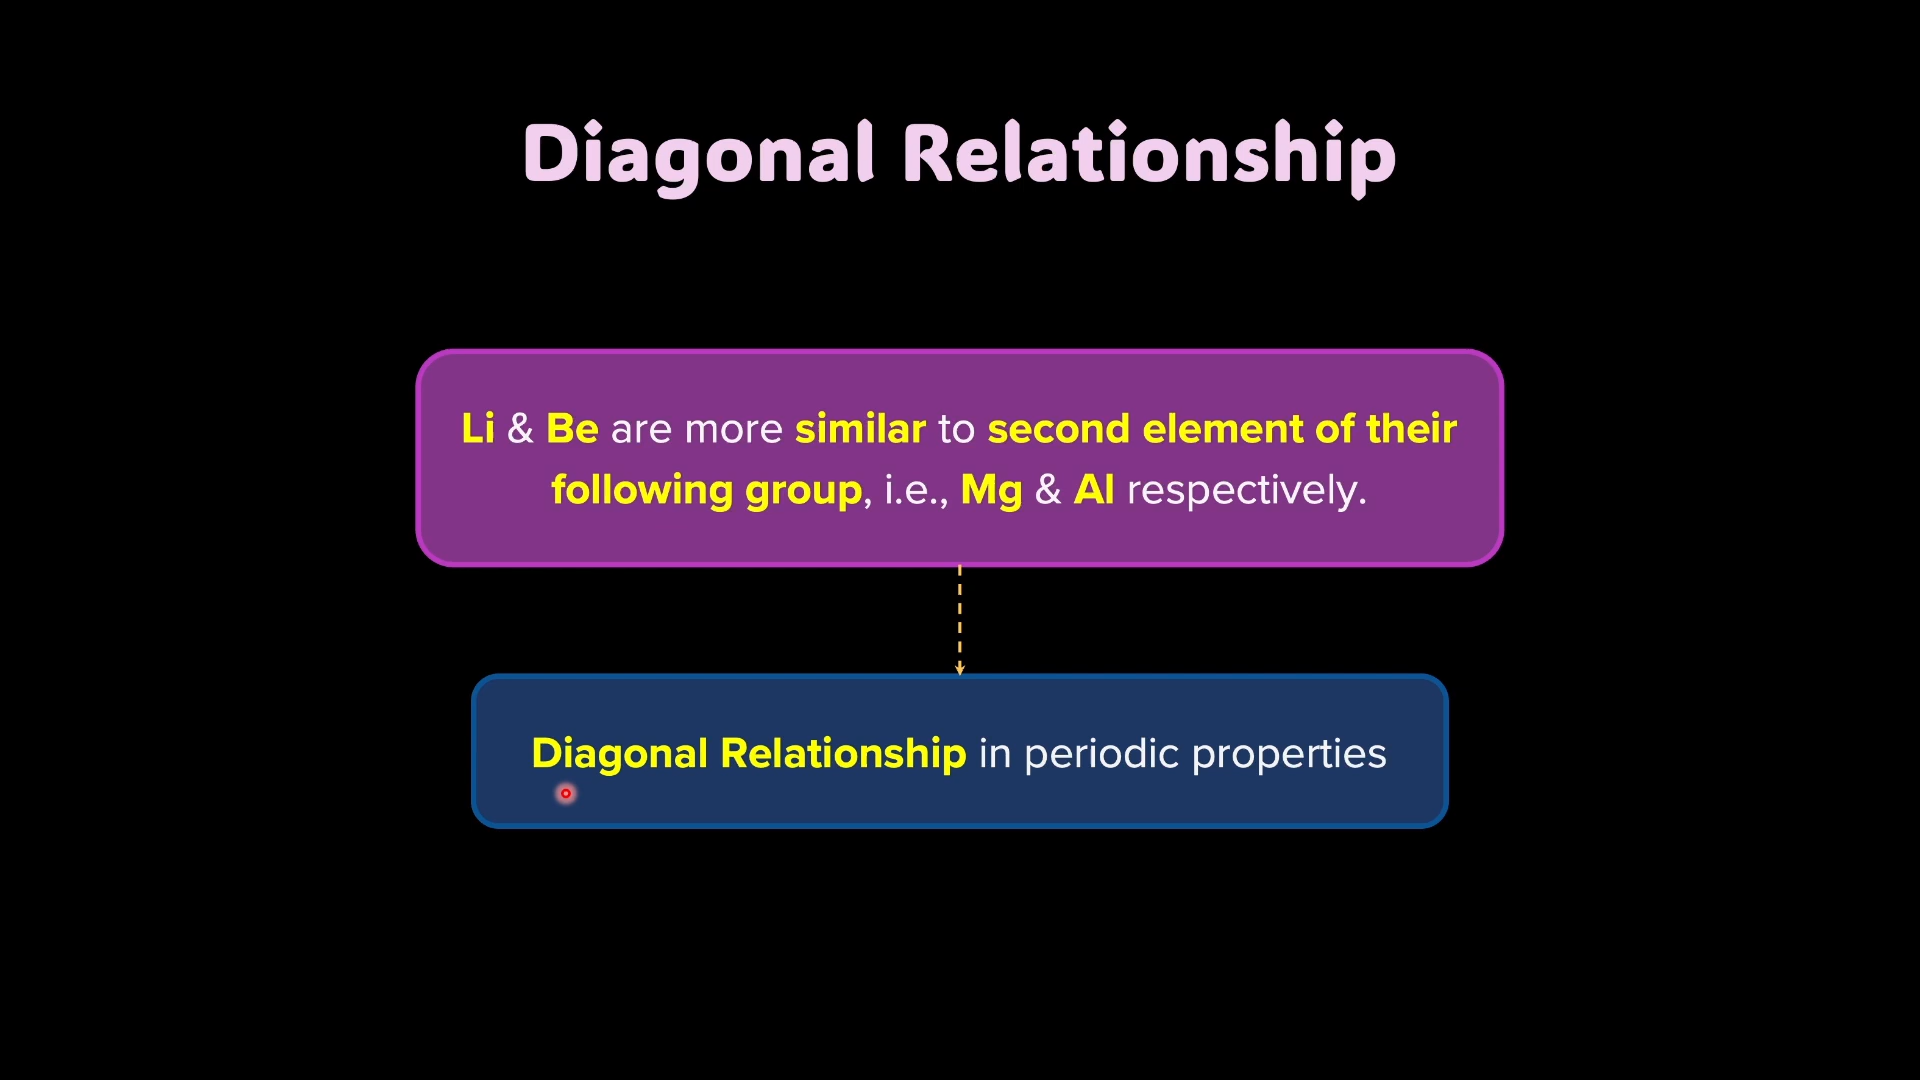 Diagonal Relationship
Li & Be are more similar to second element of their
following group, i.e., Mg & Al respectively.
Diagonal Relationship in periodic properties